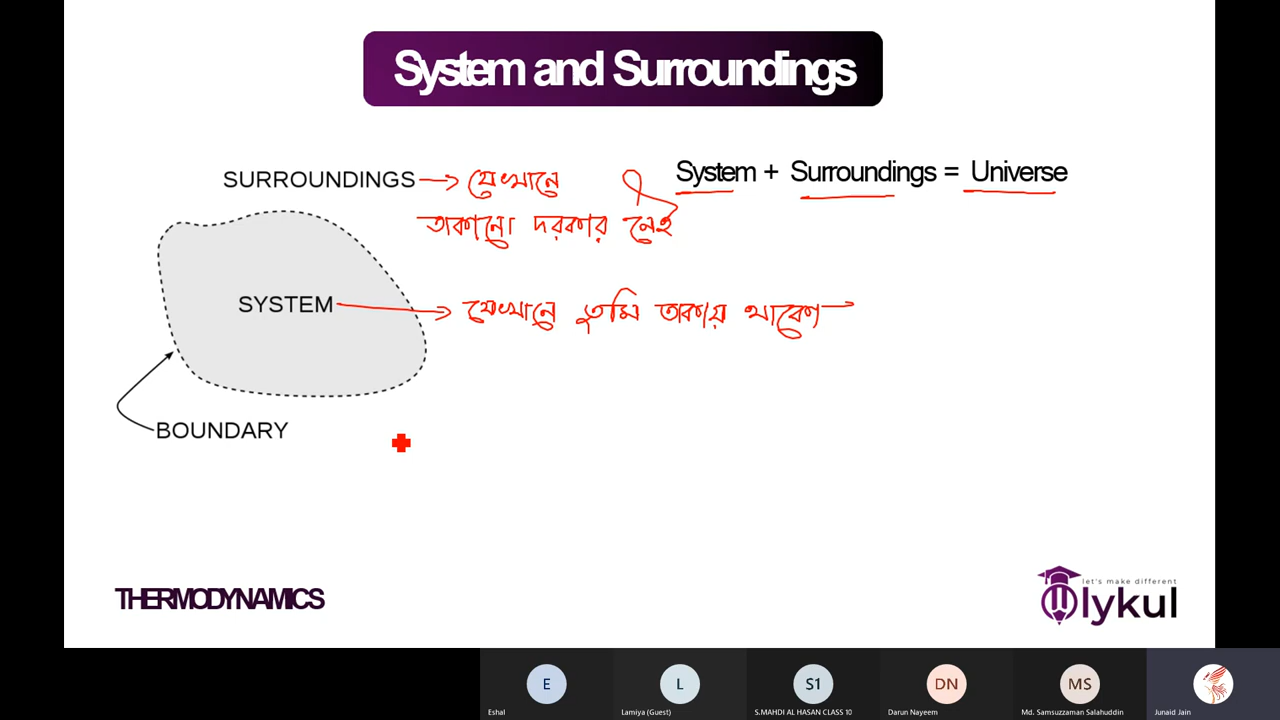 System and Surroundings
SURROUNDINGS → যেখানে
System + Surroundings = Universe
তাকানো দরকার নেই
SYSTEM → যেখানে তুমি তাকায় থাকো
BOUNDARY
THERMODYNAMICS
let's make different
lykul
E
L
S1
DN
MS
Eshal
Lamiya (Guest)
S.MAHDI AL HASAN CLASS 10
Darun Nayeem
Md. Samsuzzaman Salahuddin
Junaid Jain